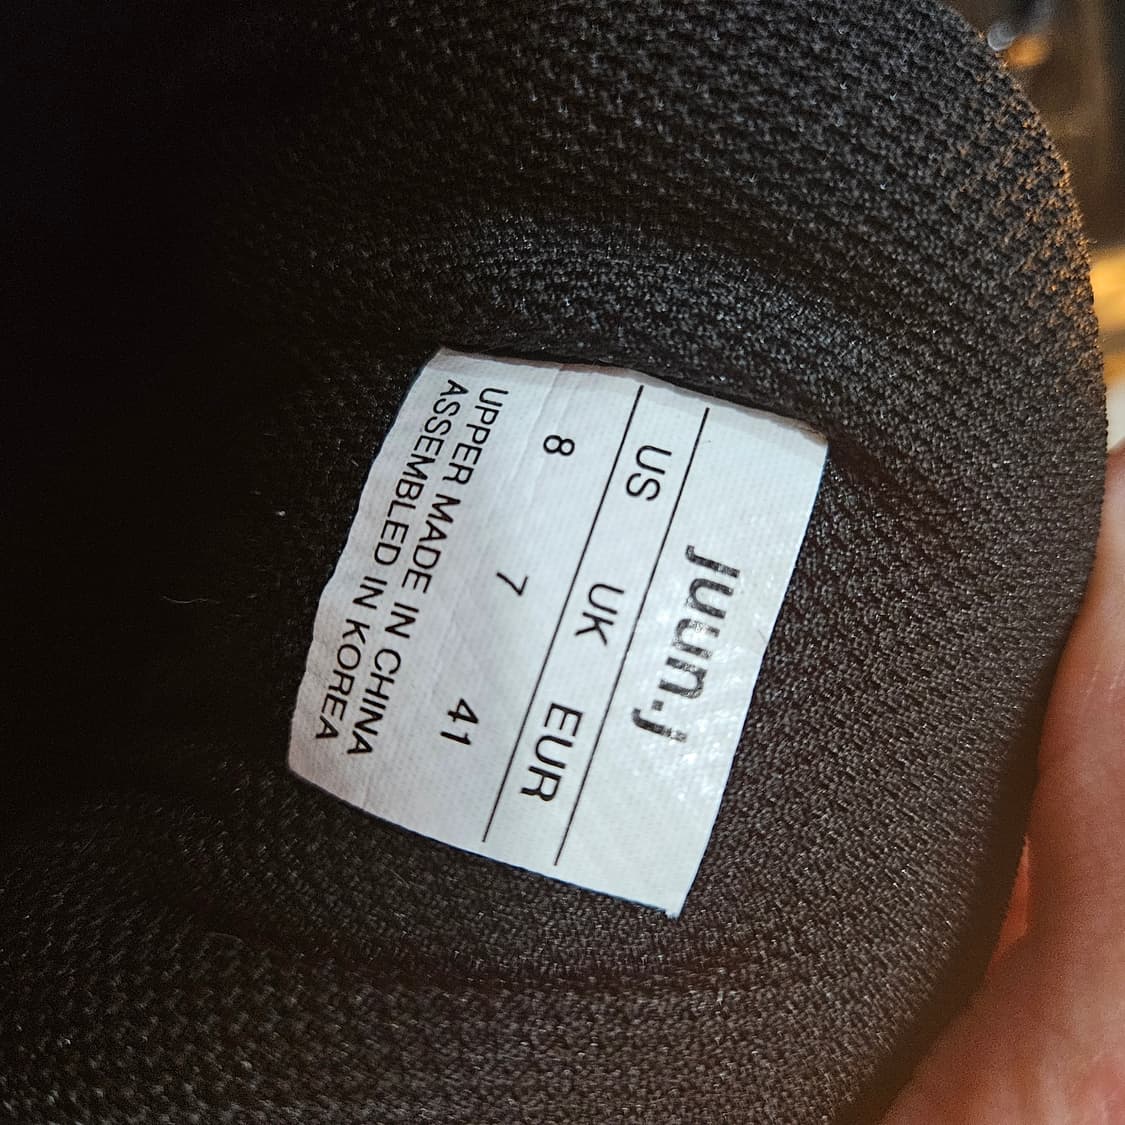 Juun.j
US UK EUR
8 7 41
UPPER MADE IN CHINA
ASSEMBLED IN KOREA